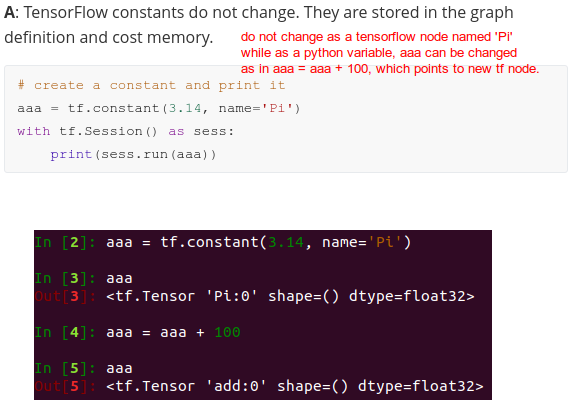 A: TensorFlow constants do not change. They are stored in the graph
definition and cost memory.
do not change as a tensorflow node named 'Pi'
while as a python variable, aaa can be changed
as in aaa = aaa + 100, which points to new tf node.
# create a constant and print it
aaa = tf.constant(3.14, name='Pi')
with tf.Session() as sess:
    print(sess.run(aaa))
In [2]: aaa = tf.constant(3.14, name='Pi')
In [3]: aaa
Out[3]: <tf.Tensor 'Pi:0' shape=() dtype=float32>
In [4]: aaa = aaa + 100
In [5]: aaa
Out[5]: <tf.Tensor 'add:0' shape=() dtype=float32>